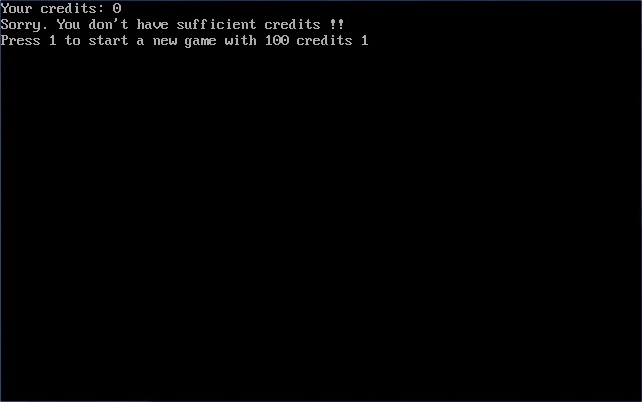 Your credits: 0
Sorry. You don't have sufficient credits !!
Press 1 to start a new game with 100 credits 1